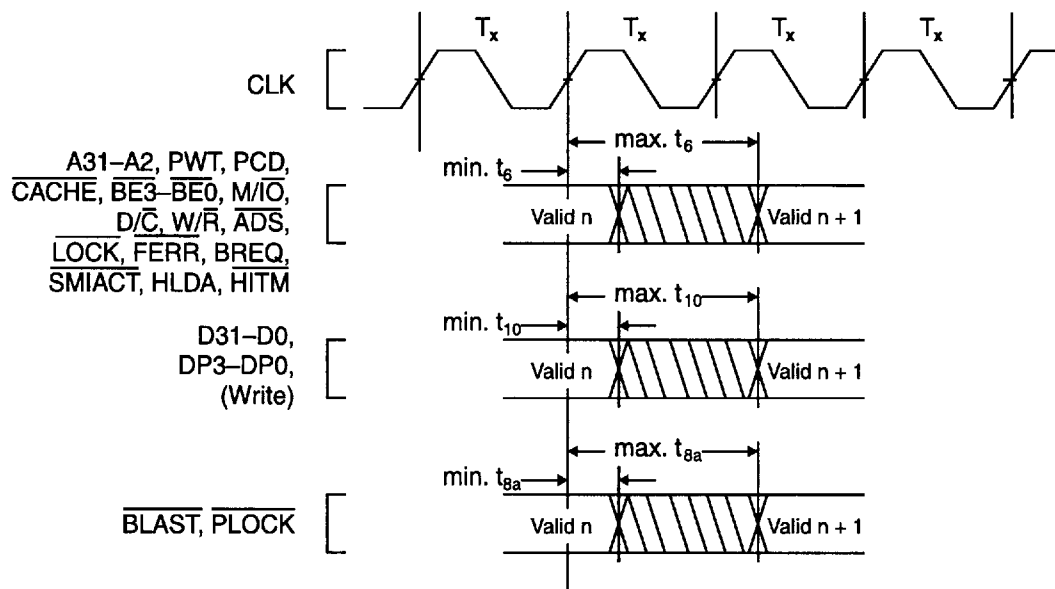 Tx Tx Tx Tx
CLK
max. t6
min. t6
A31–A2, PWT, PCD,
CACHE, BE3–BE0, M/IO,
D/C, W/R, ADS,
LOCK, FERR, BREQ,
SMIACT, HLDA, HITM
Valid n Valid n + 1
max. t10
min. t10
D31–D0,
DP3–DP0,
(Write)
Valid n Valid n + 1
max. t8a
min. t8a
BLAST, PLOCK
Valid n Valid n + 1